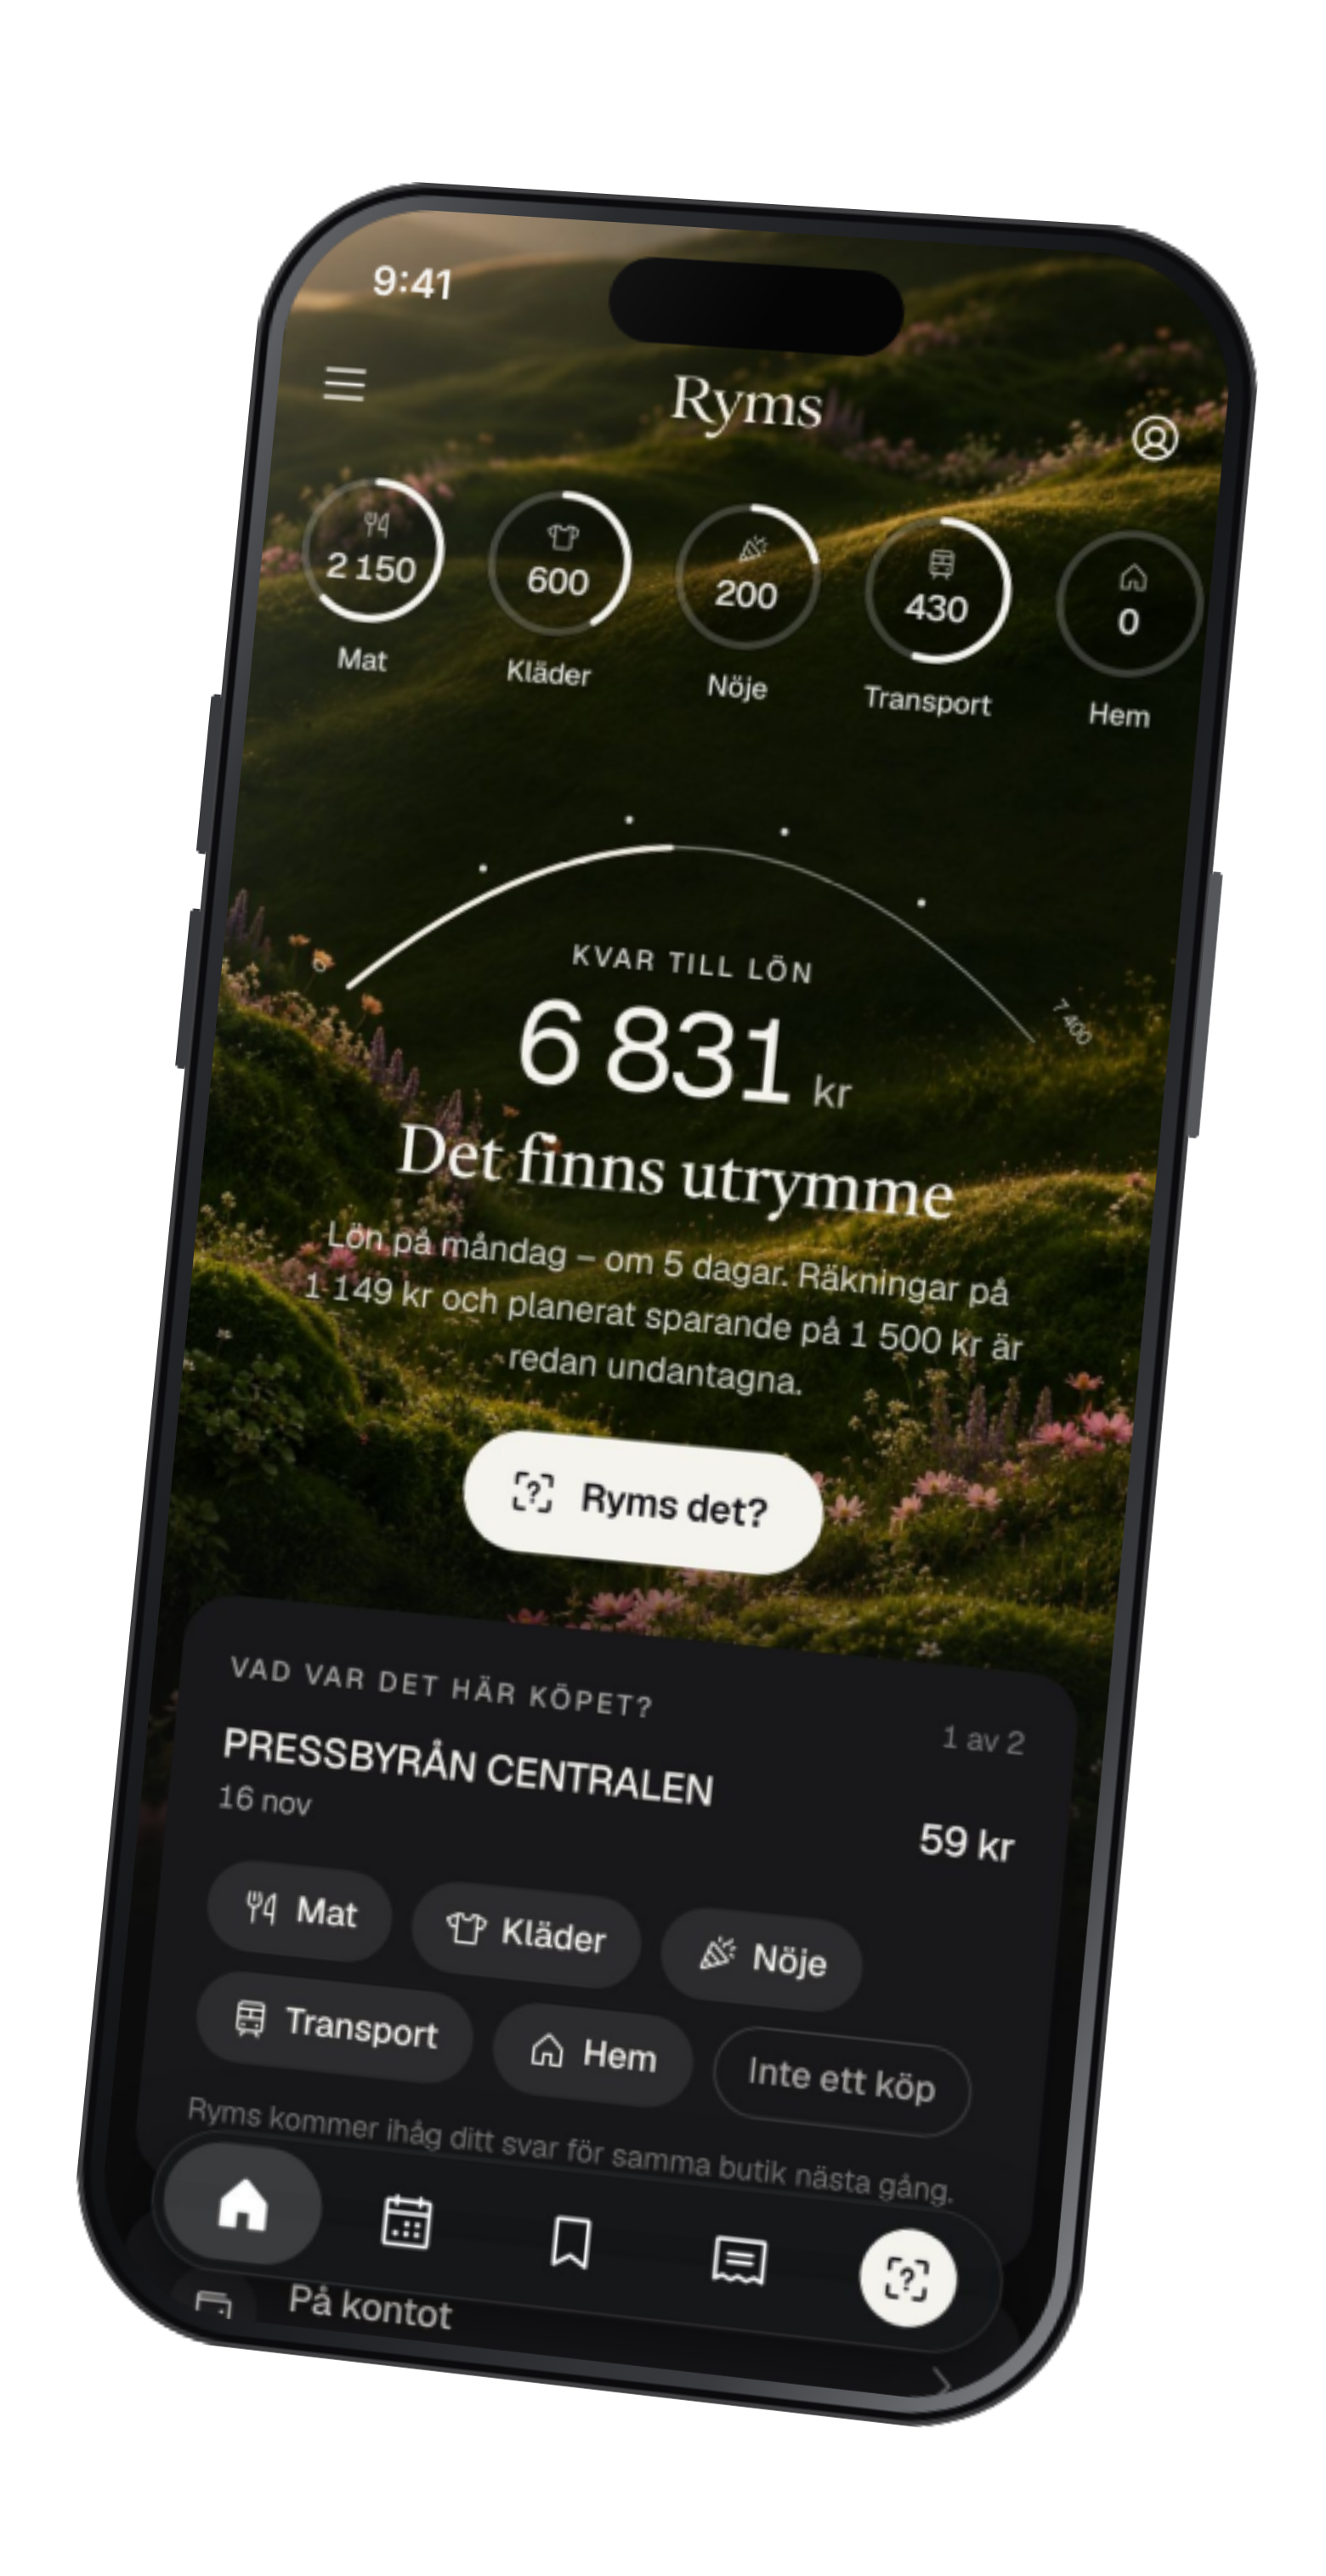 9:41
Ryms
2 150
600
200
430
0
Mat
Kläder
Nöje
Transport
Hem
0
7 400
KVAR TILL LÖN
6 831 kr
Det finns utrymme
Lön på måndag – om 5 dagar. Räkningar på
1 149 kr och planerat sparande på 1 500 kr är
redan undantagna.
Ryms det?
VAD VAR DET HÄR KÖPET?
1 av 2
PRESSBYRÅN CENTRALEN
16 nov
59 kr
Mat
Kläder
Nöje
Transport
Hem
Inte ett köp
Ryms kommer ihåg ditt svar för samma butik nästa gång.
På kontot